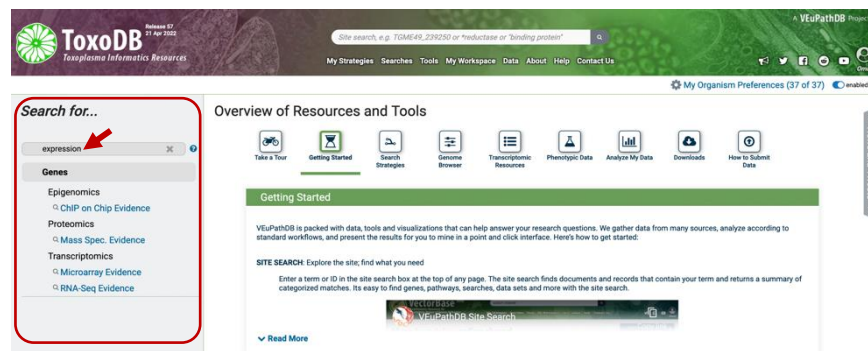 A VEuPathDB Project
Release 57
21 Apr 2022
ToxoDB
Toxoplasma Informatics Resources
Site search, e.g. TGME49_239250 or *reductase or "binding protein"
My Strategies Searches Tools My Workspace Data About Help Contact Us
My Organism Preferences (37 of 37) enabled
Search for...
expression
Genes
Epigenomics
ChIP on Chip Evidence
Proteomics
Mass Spec. Evidence
Transcriptomics
Microarray Evidence
RNA-Seq Evidence
Overview of Resources and Tools
Take a Tour
Getting Started
Search Strategies
Genome Browser
Transcriptomic Resources
Phenotypic Data
Analyze My Data
Downloads
How to Submit Data
Getting Started
VEuPathDB is packed with data, tools and visualizations that can help answer your research questions. We gather data from many sources, analyze according to
standard workflows, and present the results for you to mine in a point and click interface. Here's how to get started:
SITE SEARCH: Explore the site; find what you need
Enter a term or ID in the site search box at the top of any page. The site search finds documents and records that contain your term and returns a summary of
categorized matches. Its easy to find genes, pathways, searches, data sets and more with the site search.
VectorBase
VEuPathDB Site Search
Read More